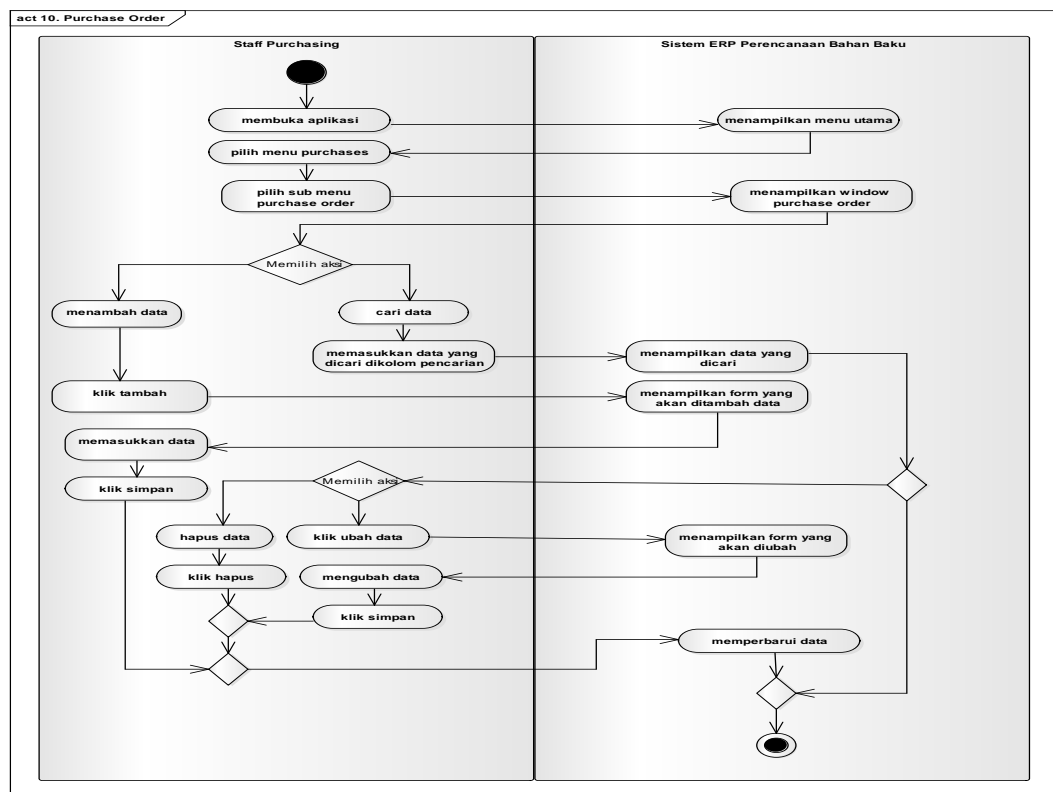 act 10. Purchase Order
Staff Purchasing
Sistem ERP Perencanaan Bahan Baku
membuka aplikasi
menampilkan menu utama
pilih menu purchases
pilih sub menu
purchase order
menampilkan window
purchase order
Memilih aksi
menambah data
cari data
memasukkan data yang
dicari dikolom pencarian
menampilkan data yang
dicari
klik tambah
menampilkan form yang
akan ditambah data
memasukkan data
klik simpan
Memilih aksi
hapus data
klik ubah data
menampilkan form yang
akan diubah
klik hapus
mengubah data
klik simpan
memperbarui data